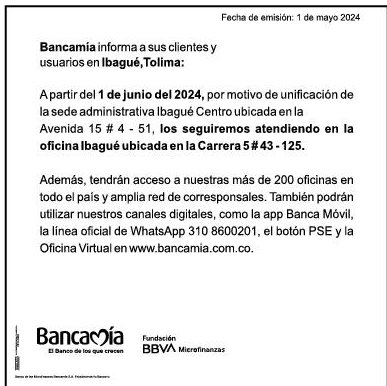 Fecha de emisión: 1 de mayo 2024
Bancamía informa a sus clientes y
usuarios en Ibagué,Tolima:
A partir del 1 de junio del 2024, por motivo de unificación de
la sede administrativa Ibagué Centro ubicada en la
Avenida 15 # 4 - 51, los seguiremos atendiendo en la
oficina Ibagué ubicada en la Carrera 5 # 43 - 125.
Además, tendrán acceso a nuestras más de 200 oficinas en
todo el país y amplia red de corresponsales. También podrán
utilizar nuestros canales digitales, como la app Banca Móvil,
la línea oficial de WhatsApp 310 8600201, el botón PSE y la
Oficina Virtual en www.bancamia.com.co.
Bancamía
El Banco de los que crecen
Fundación
BBVA Microfinanzas